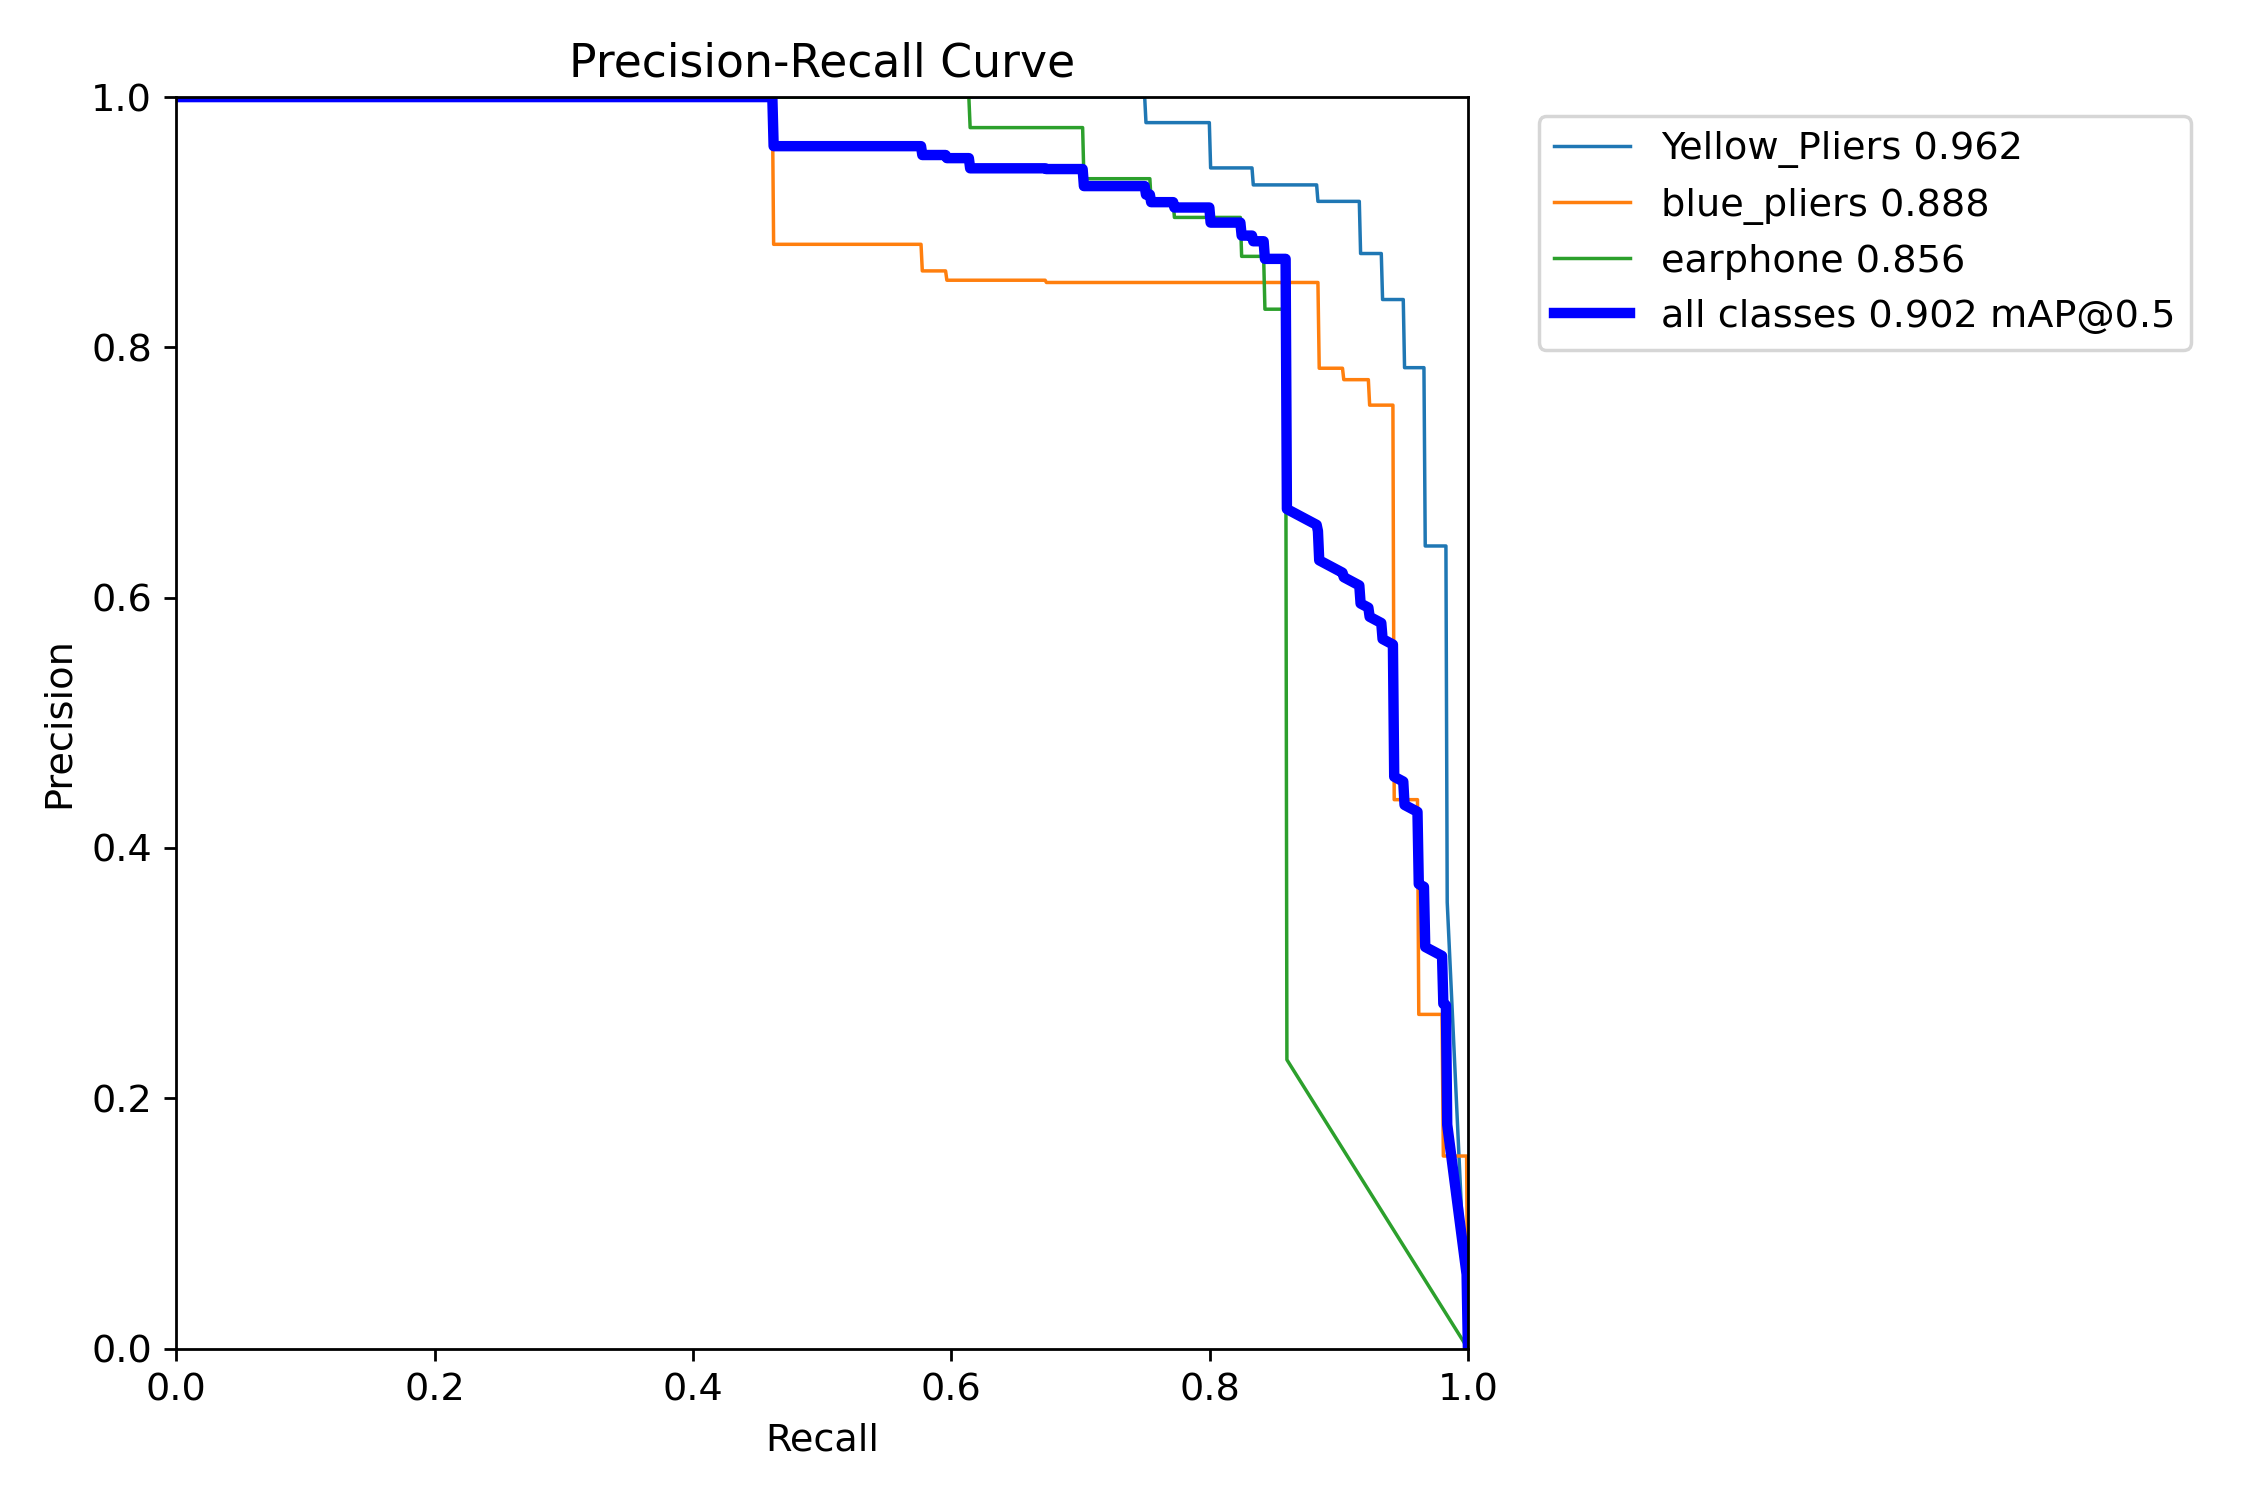 Precision-Recall Curve
1.0
0.8
0.6
0.4
0.2
0.0
Precision
0.0 0.2 0.4 0.6 0.8 1.0
Recall
Yellow_Pliers 0.962
blue_pliers 0.888
earphone 0.856
all classes 0.902 mAP@0.5